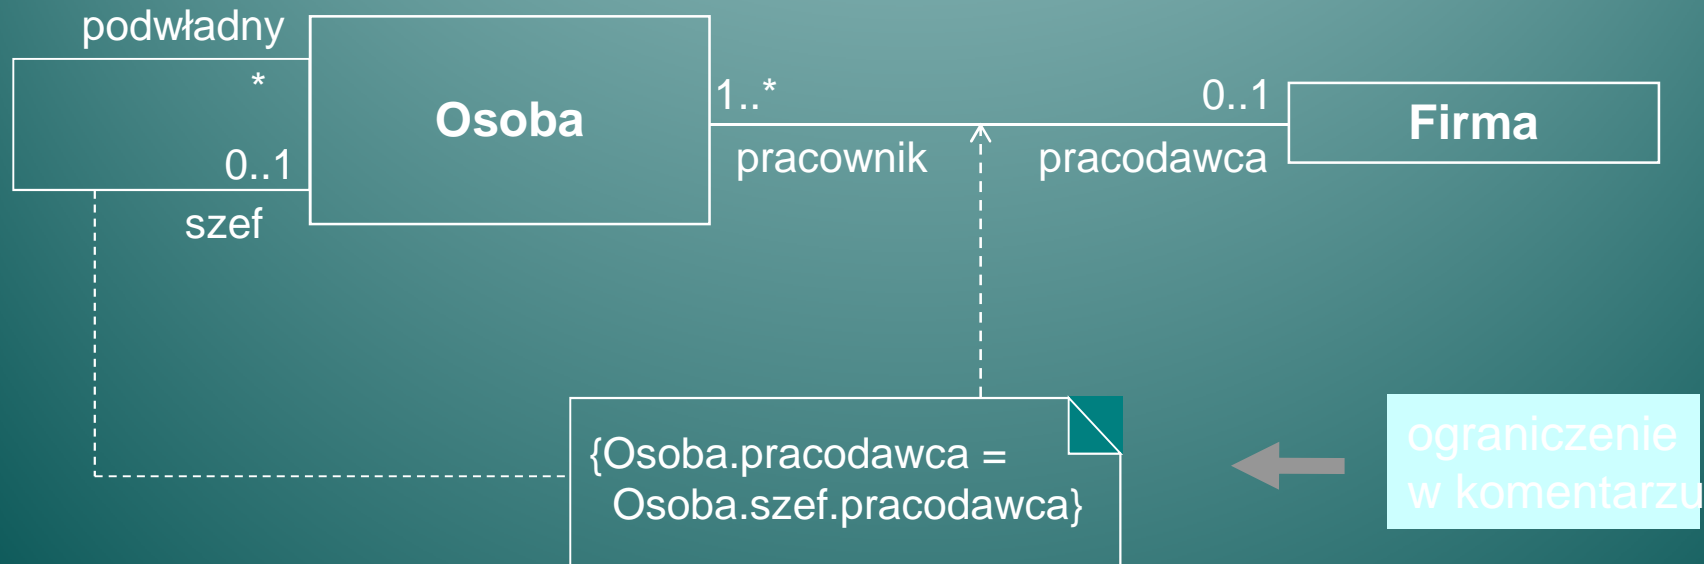 podwładny
*
Osoba
0..1
szef
1..*
0..1
pracownik
pracodawca
Firma
{Osoba.pracodawca =
Osoba.szef.pracodawca}
ograniczenie
w komentarzu